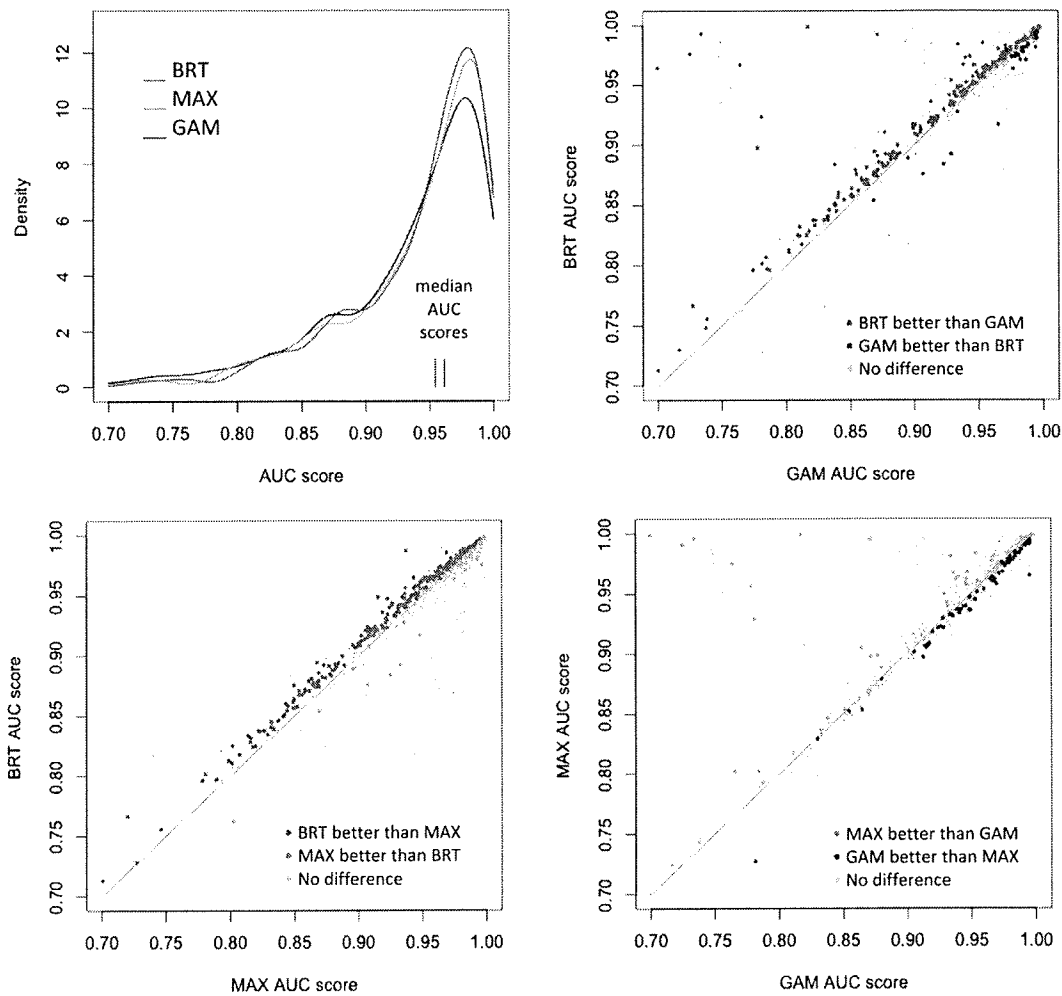 Density
12
10
8
6
4
2
0
BRT
MAX
GAM
median
AUC
scores
0.70 0.75 0.80 0.85 0.90 0.95 1.00
AUC score
BRT AUC score
1.00
0.95
0.90
0.85
0.80
0.75
0.70
BRT better than GAM
GAM better than BRT
No difference
0.70 0.75 0.80 0.85 0.90 0.95 1.00
GAM AUC score
BRT AUC score
1.00
0.95
0.90
0.85
0.80
0.75
0.70
BRT better than MAX
MAX better than BRT
No difference
0.70 0.75 0.80 0.85 0.90 0.95 1.00
MAX AUC score
MAX AUC score
1.00
0.95
0.90
0.85
0.80
0.75
0.70
MAX better than GAM
GAM better than MAX
No difference
0.70 0.75 0.80 0.85 0.90 0.95 1.00
GAM AUC score